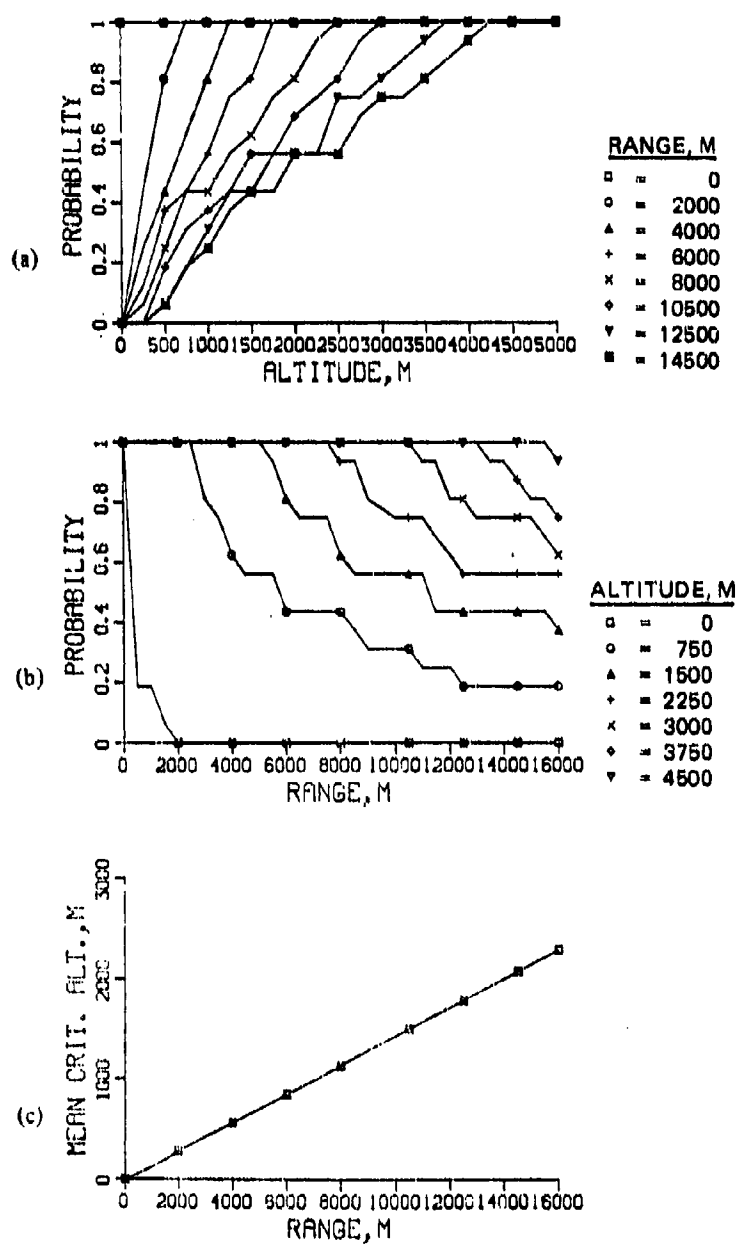 (a)
PROBABILITY
1
0.8
0.6
0.4
0.2
0
0 500 1000 1500 2000 2500 3000 3500 4000 4500 5000
ALTITUDE, M
RANGE, M
= 0
= 2000
= 4000
= 6000
= 8000
= 10500
= 12500
= 14500
(b)
PROBABILITY
1
0.8
0.6
0.4
0.2
0
0 2000 4000 6000 8000 10000 12000 14000 16000
RANGE, M
ALTITUDE, M
= 0
= 750
= 1500
= 2250
= 3000
= 3750
= 4500
(c)
MEAN CRIT. ALT., M
3000
2000
1000
0
0 2000 4000 6000 8000 10000 12000 14000 16000
RANGE, M